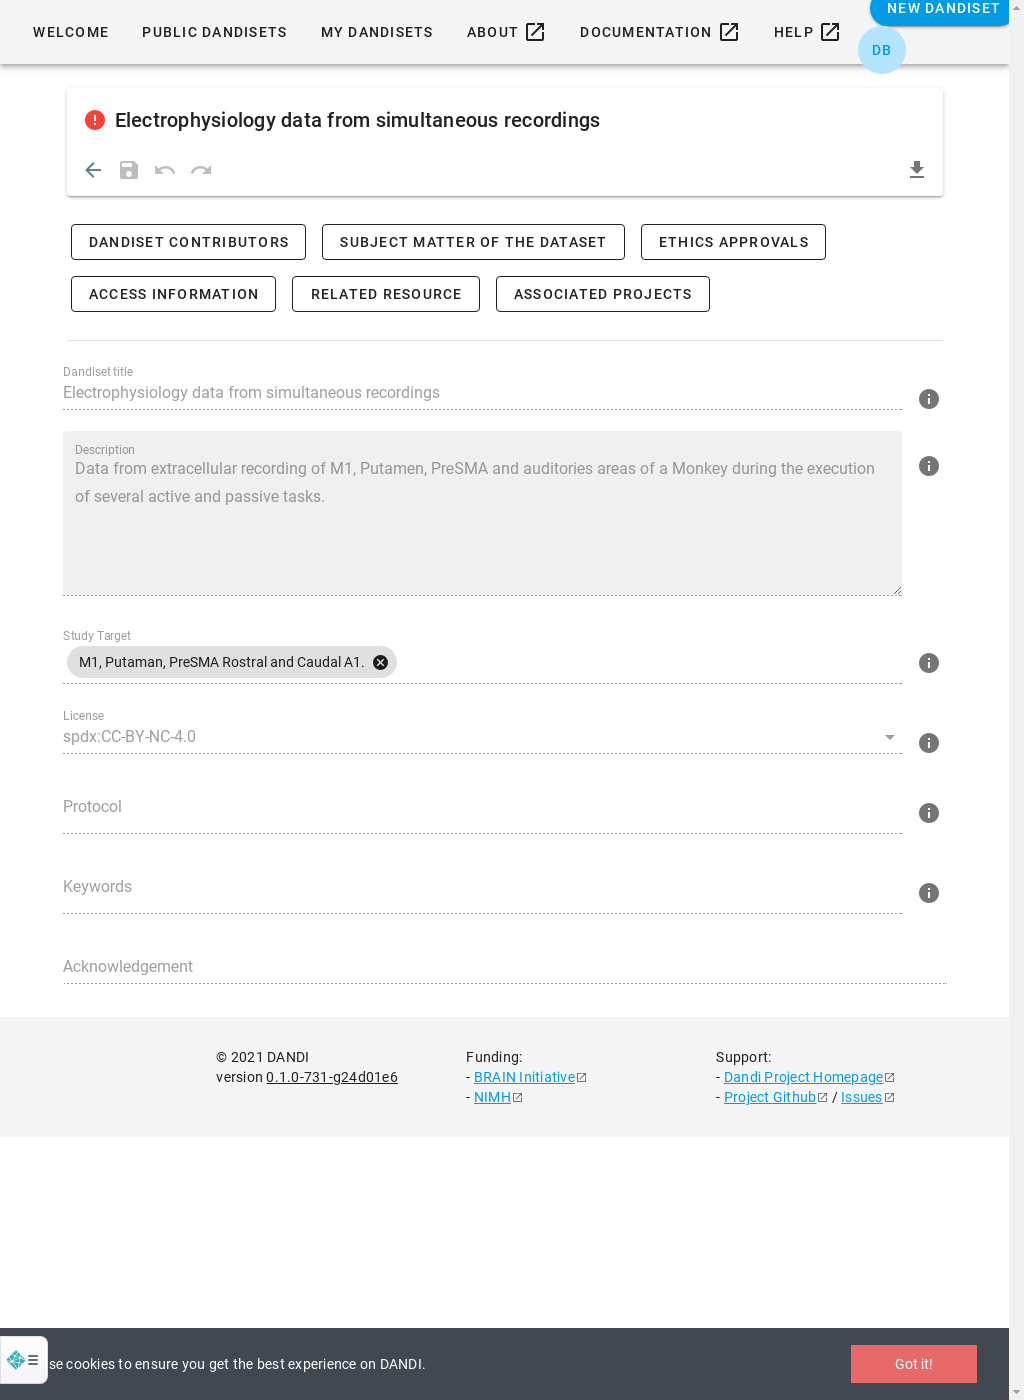 NEW DANDISET
WELCOME PUBLIC DANDISETS MY DANDISETS ABOUT DOCUMENTATION HELP
DB
Electrophysiology data from simultaneous recordings
DANDISET CONTRIBUTORS SUBJECT MATTER OF THE DATASET ETHICS APPROVALS
ACCESS INFORMATION RELATED RESOURCE ASSOCIATED PROJECTS
Dandiset title
Electrophysiology data from simultaneous recordings
Description
Data from extracellular recording of M1, Putamen, PreSMA and auditories areas of a Monkey during the execution
of several active and passive tasks.
Study Target
M1, Putaman, PreSMA Rostral and Caudal A1.
License
spdx:CC-BY-NC-4.0
Protocol
Keywords
Acknowledgement
© 2021 DANDI
version 0.1.0-731-g24d01e6
Funding:
- BRAIN Initiative
- NIMH
Support:
- Dandi Project Homepage
- Project Github / Issues
se cookies to ensure you get the best experience on DANDI.
Got it!